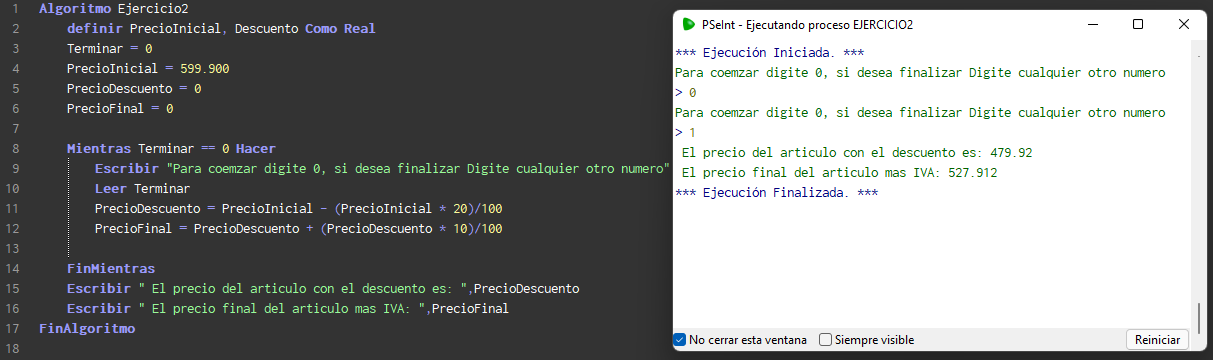 1 Algoritmo Ejercicio2
2 definir PrecioInicial, Descuento Como Real
3 Terminar = 0
4 PrecioInicial = 599.900
5 PrecioDescuento = 0
6 PrecioFinal = 0
7
8 Mientras Terminar == 0 Hacer
9 Escribir "Para coemzar digite 0, si desea finalizar Digite cualquier otro numero"
10 Leer Terminar
11 PrecioDescuento = PrecioInicial - (PrecioInicial * 20)/100
12 PrecioFinal = PrecioDescuento + (PrecioDescuento * 10)/100
13
14 FinMientras
15 Escribir " El precio del articulo con el descuento es: ",PrecioDescuento
16 Escribir " El precio final del articulo mas IVA: ",PrecioFinal
17 FinAlgoritmo
18
PSeInt - Ejecutando proceso EJERCICIO2
*** Ejecución Iniciada. ***
Para coemzar digite 0, si desea finalizar Digite cualquier otro numero
> 0
Para coemzar digite 0, si desea finalizar Digite cualquier otro numero
> 1
El precio del articulo con el descuento es: 479.92
El precio final del articulo mas IVA: 527.912
*** Ejecución Finalizada. ***
No cerrar esta ventana Siempre visible Reiniciar